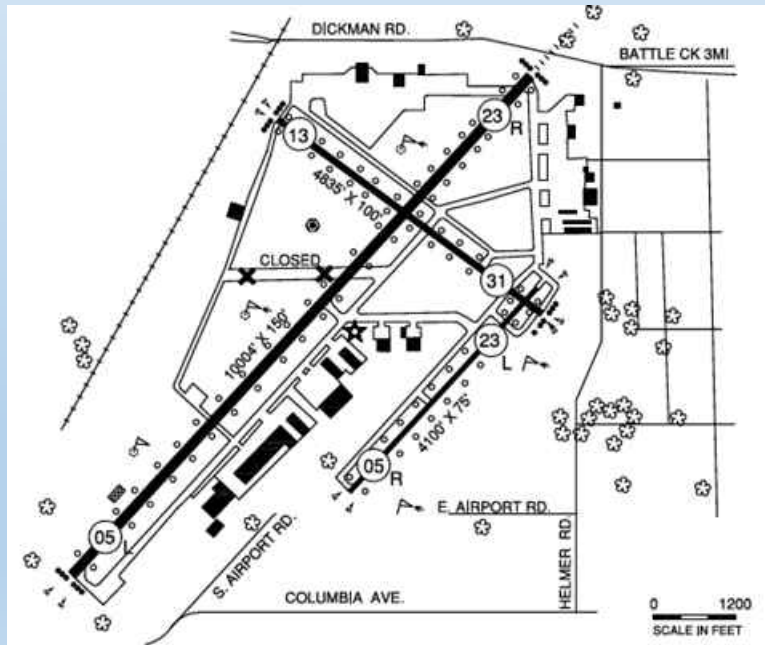 DICKMAN RD.
BATTLE CK 3MI
23
R
13
4835' X 100'
CLOSED
31
10004' X 150'
23
L
4100' X 75'
05
R
05
L
E. AIRPORT RD.
S. AIRPORT RD.
HELMER RD.
COLUMBIA AVE.
0 1200
SCALE IN FEET